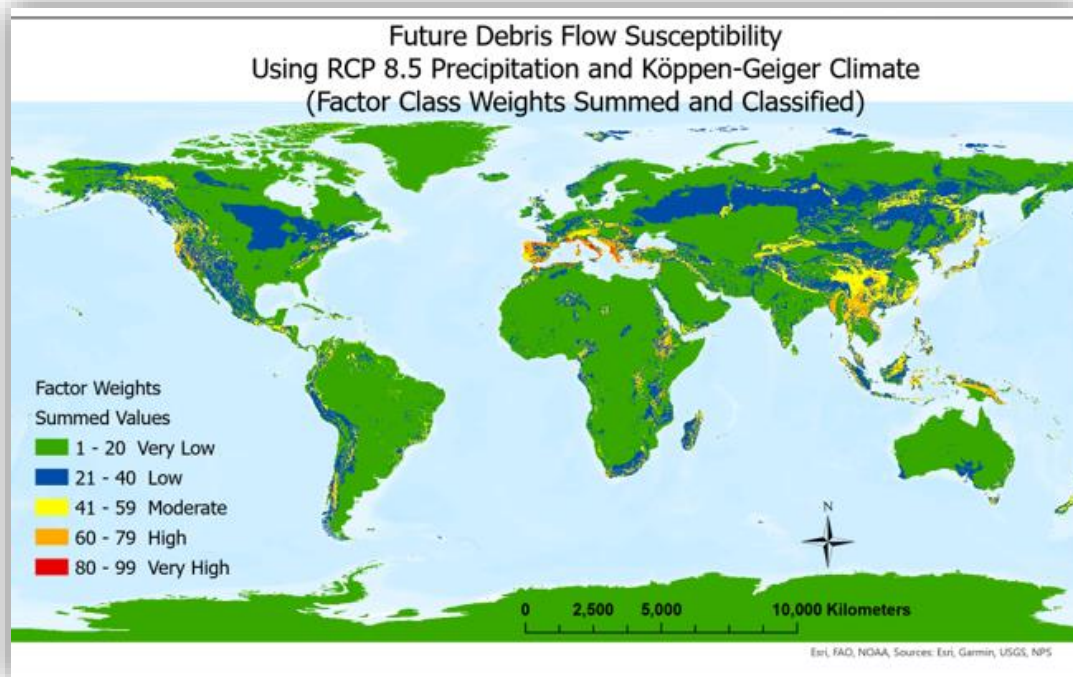 Future Debris Flow Susceptibility
Using RCP 8.5 Precipitation and Köppen-Geiger Climate
(Factor Class Weights Summed and Classified)
Factor Weights
Summed Values
1 - 20 Very Low
21 - 40 Low
41 - 59 Moderate
60 - 79 High
80 - 99 Very High
N
0 2,500 5,000 10,000 Kilometers
Esri, FAO, NOAA, Sources: Esri, Garmin, USGS, NPS